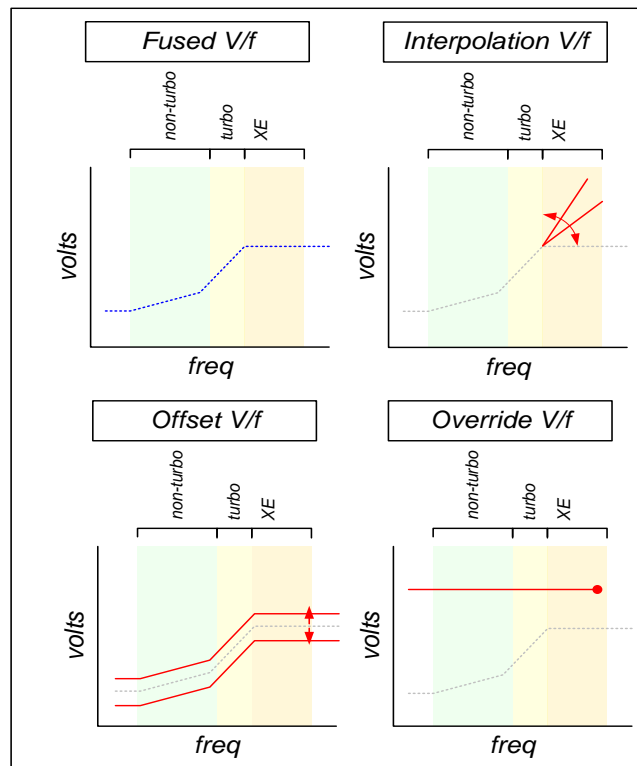 Fused V/f
non-turbo
turbo
XE
volts
freq
Interpolation V/f
non-turbo
turbo
XE
volts
freq
Offset V/f
non-turbo
turbo
XE
volts
freq
Override V/f
non-turbo
turbo
XE
volts
freq